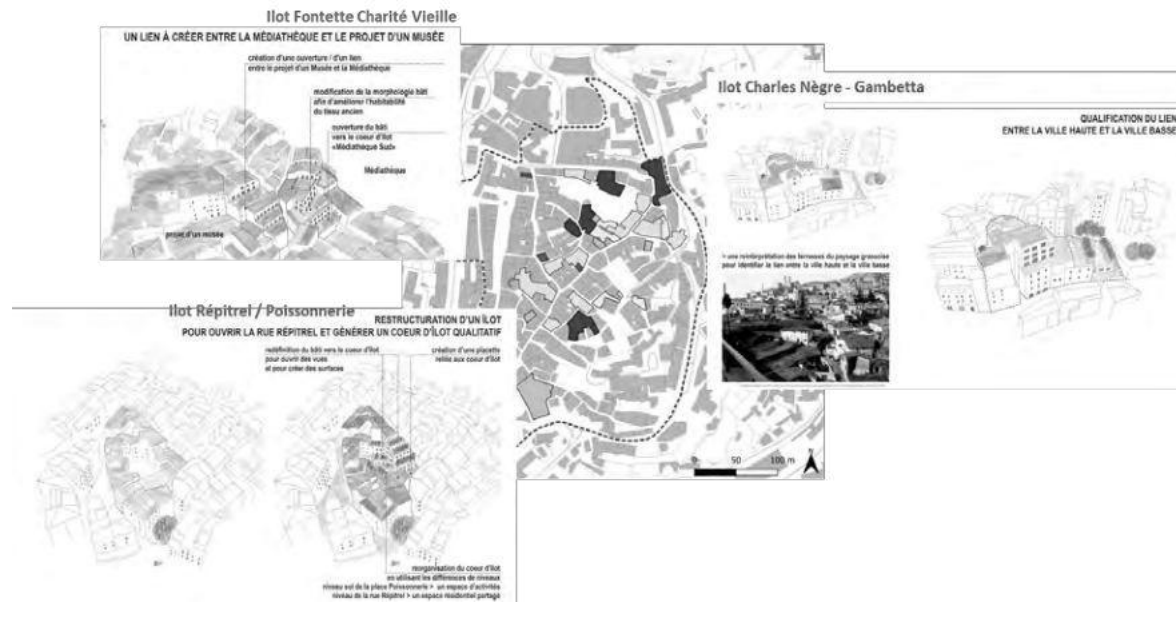 Ilot Fontette Charité Vieille
UN LIEN À CRÉER ENTRE LA MÉDIATHÈQUE ET LE PROJET D'UN MUSÉE
création d'une ouverture / d'un lien
entre le projet d'un Musée et la Médiathèque
modification de la morphologie bâti
afin d'améliorer l'habitabilité
du tissu ancien
ouverture du bâti
vers le coeur d'îlot
«Médiathèque Sud»
Médiathèque
projet d'un musée
Ilot Charles Nègre - Gambetta
QUALIFICATION DU LIEN
ENTRE LA VILLE HAUTE ET LA VILLE BASSE
> une réinterprétation des terrasses du paysage grassois
pour identifier le lien entre la ville haute et la ville basse
Ilot Répitrel / Poissonnerie
RESTRUCTURATION D'UN ÎLOT
POUR OUVRIR LA RUE RÉPITREL ET GÉNÉRER UN COEUR D'ÎLOT QUALITATIF
redéfinition du bâti vers le coeur d'îlot
pour ouvrir des vues
et pour créer des surfaces
création d'une placette
reliée aux coeur d'îlot
réorganisation du coeur d'îlot
en utilisant les différences de niveaux
niveau sol de la place Poissonnerie > un espace d'activités
niveau de la rue Répitrel > un espace résidentiel partagé
0 50 100 m